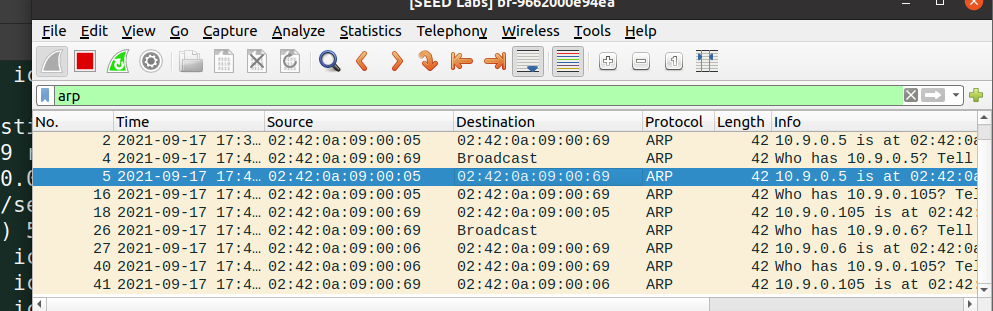 [SEED Labs] br-9662000e94ea
File Edit View Go Capture Analyze Statistics Telephony Wireless Tools Help
arp
No. Time Source Destination Protocol Length Info
2 2021-09-17 17:3… 02:42:0a:09:00:05 02:42:0a:09:00:69 ARP 42 10.9.0.5 is at 02:42:0a
4 2021-09-17 17:4… 02:42:0a:09:00:69 Broadcast ARP 42 Who has 10.9.0.5? Tell
5 2021-09-17 17:4… 02:42:0a:09:00:05 02:42:0a:09:00:69 ARP 42 10.9.0.5 is at 02:42:0a
16 2021-09-17 17:4… 02:42:0a:09:00:05 02:42:0a:09:00:69 ARP 42 Who has 10.9.0.105? Tel
18 2021-09-17 17:4… 02:42:0a:09:00:69 02:42:0a:09:00:05 ARP 42 10.9.0.105 is at 02:42:
26 2021-09-17 17:4… 02:42:0a:09:00:69 Broadcast ARP 42 Who has 10.9.0.6? Tell
27 2021-09-17 17:4… 02:42:0a:09:00:06 02:42:0a:09:00:69 ARP 42 10.9.0.6 is at 02:42:0a
40 2021-09-17 17:4… 02:42:0a:09:00:06 02:42:0a:09:00:69 ARP 42 Who has 10.9.0.105? Tel
41 2021-09-17 17:4… 02:42:0a:09:00:69 02:42:0a:09:00:06 ARP 42 10.9.0.105 is at 02:42: